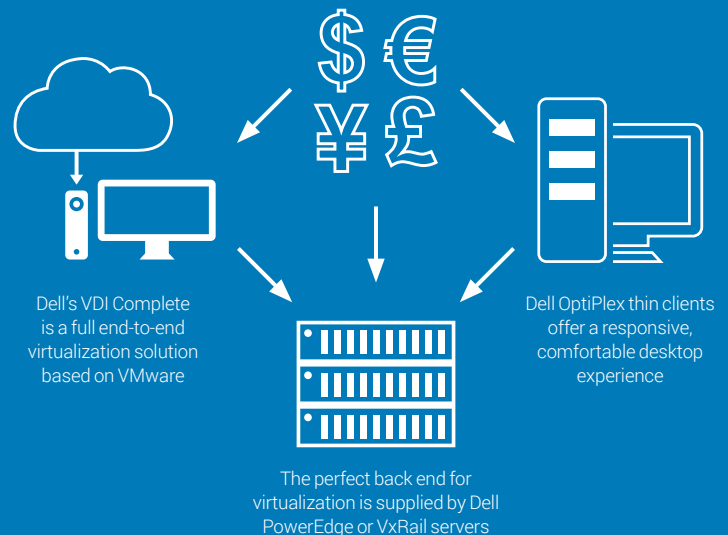 $ €
¥ £
Dell's VDI Complete
is a full end-to-end
virtualization solution
based on VMware
Dell OptiPlex thin clients
offer a responsive,
comfortable desktop
experience
The perfect back end for
virtualization is supplied by Dell
PowerEdge or VxRail servers